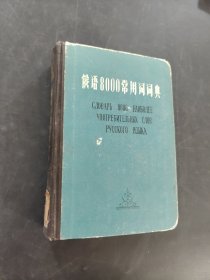 俄语8000常用词词典
СЛОВАРЬ 8000 НАИБОЛЕЕ
УПОТРЕБИТЕЛЬНЫХ СЛОВ
РУССКОГО ЯЗЫКА